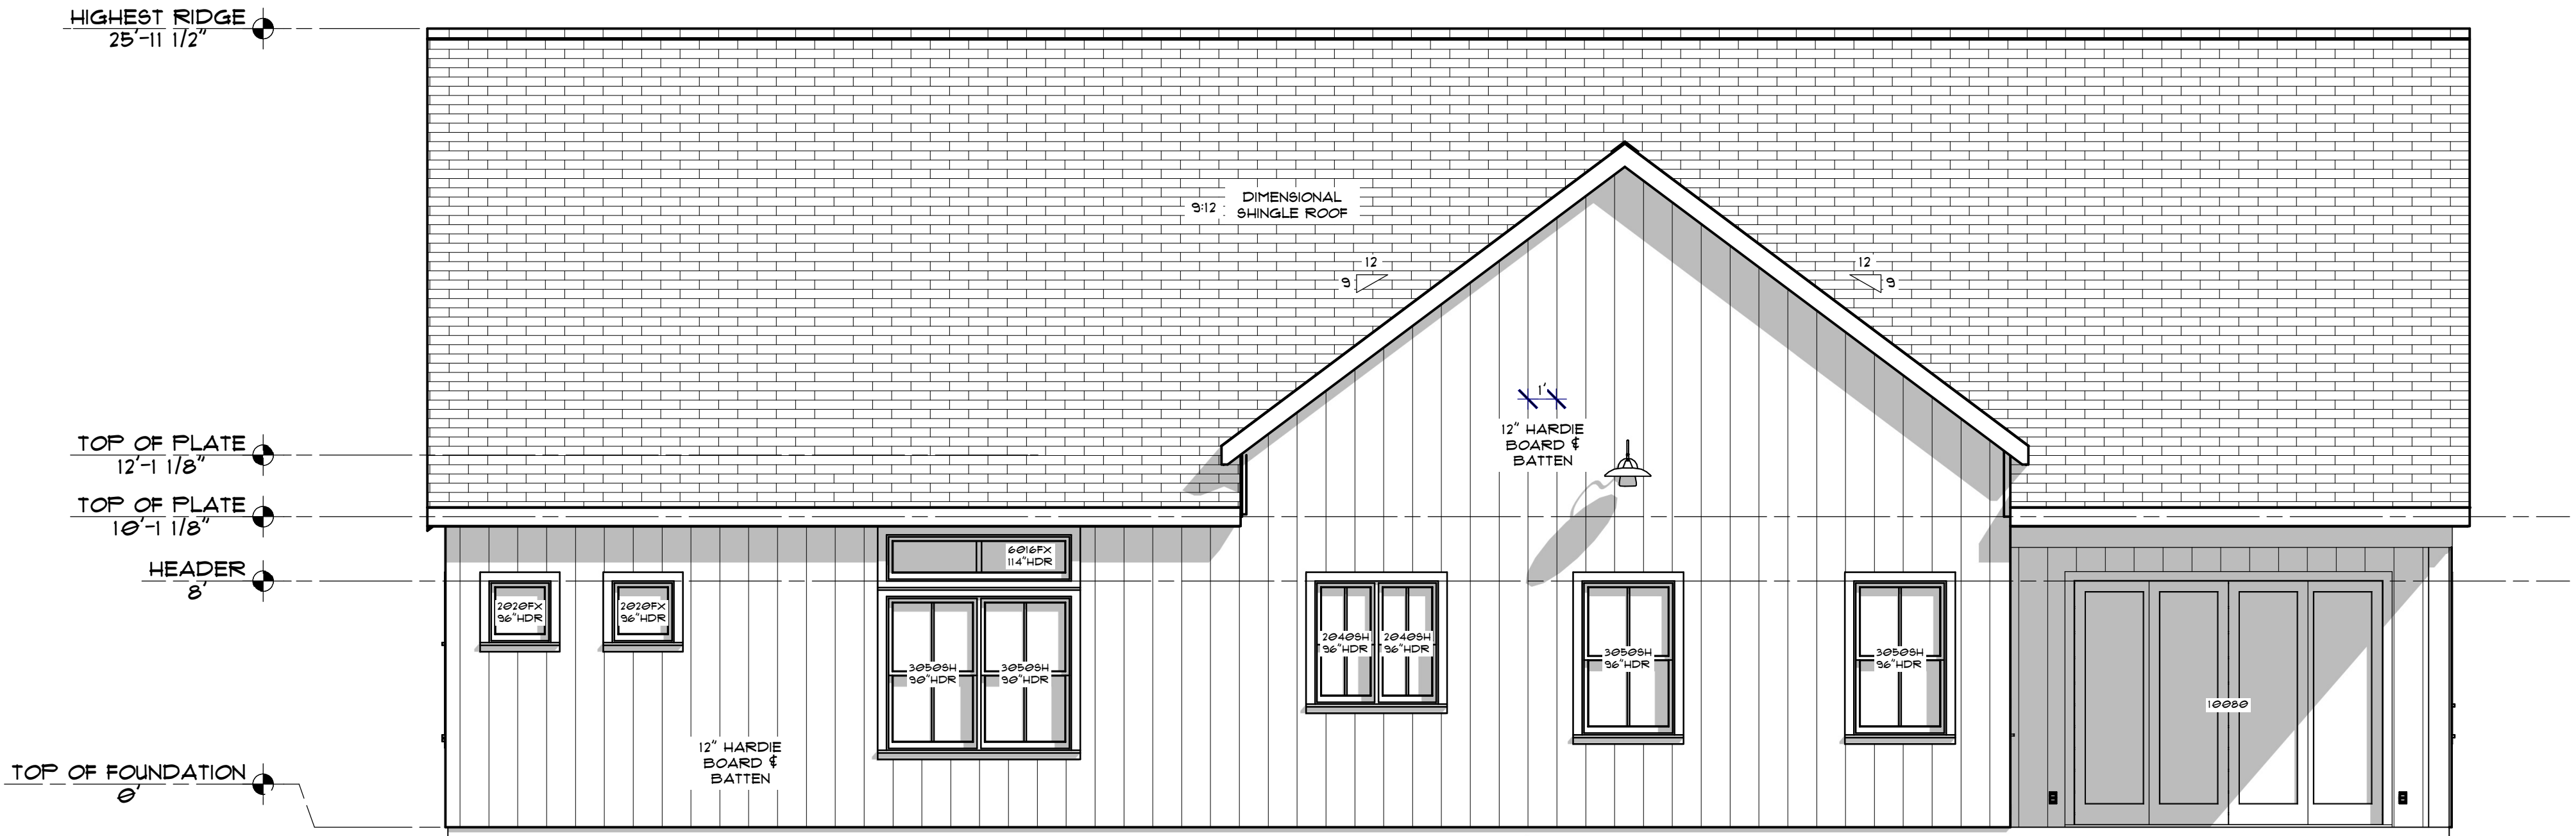 HIGHEST RIDGE
25'-11 1/2"
DIMENSIONAL
SHINGLE ROOF
9:12
12
9
12
9
1'
12" HARDIE
BOARD &
BATTEN
TOP OF PLATE
12'-1 1/8"
TOP OF PLATE
10'-1 1/8"
HEADER
8'
6016FX
114"HDR
2020FX
96"HDR
2020FX
96"HDR
3050SH
90"HDR
3050SH
90"HDR
2040SH
96"HDR
2040SH
96"HDR
3050SH
96"HDR
3050SH
96"HDR
10080
12" HARDIE
BOARD &
BATTEN
TOP OF FOUNDATION
0'